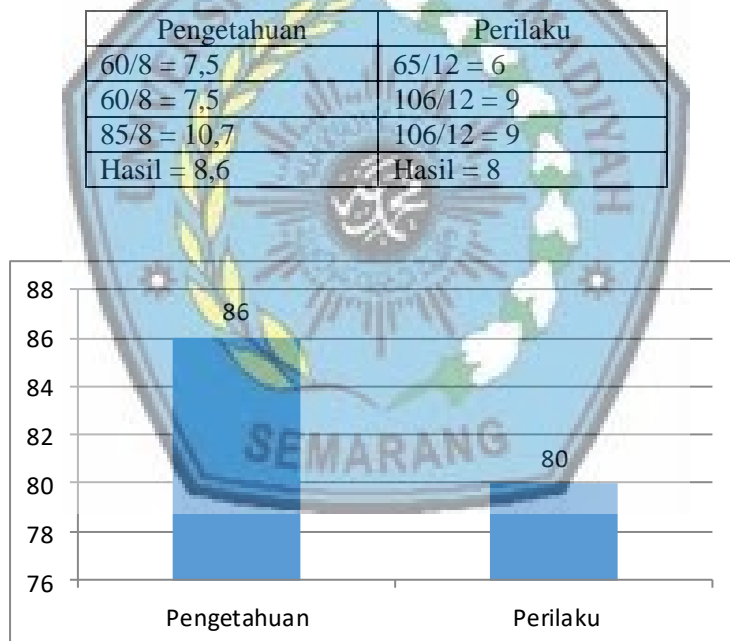 Pengetahuan Perilaku
60/8 = 7,5 65/12 = 6
60/8 = 7,5 106/12 = 9
85/8 = 10,7 106/12 = 9
Hasil = 8,6 Hasil = 8
88
86
84
82
80
78
76
86
80
SEMARANG
Pengetahuan Perilaku